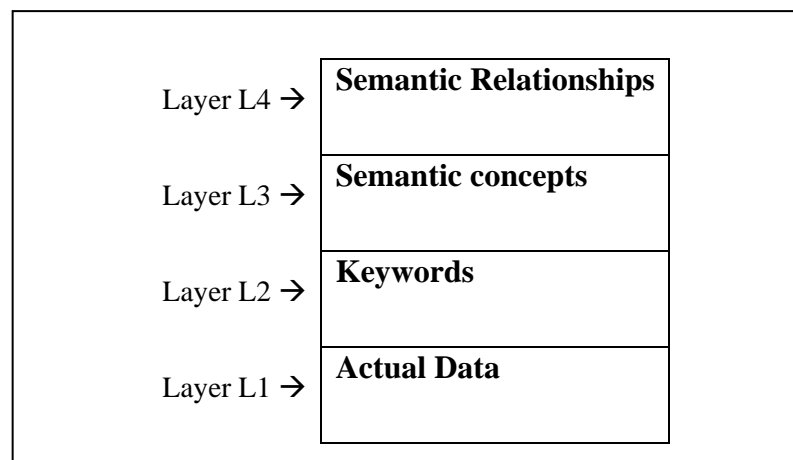 Layer L4 → Semantic Relationships
Layer L3 → Semantic concepts
Layer L2 → Keywords
Layer L1 → Actual Data